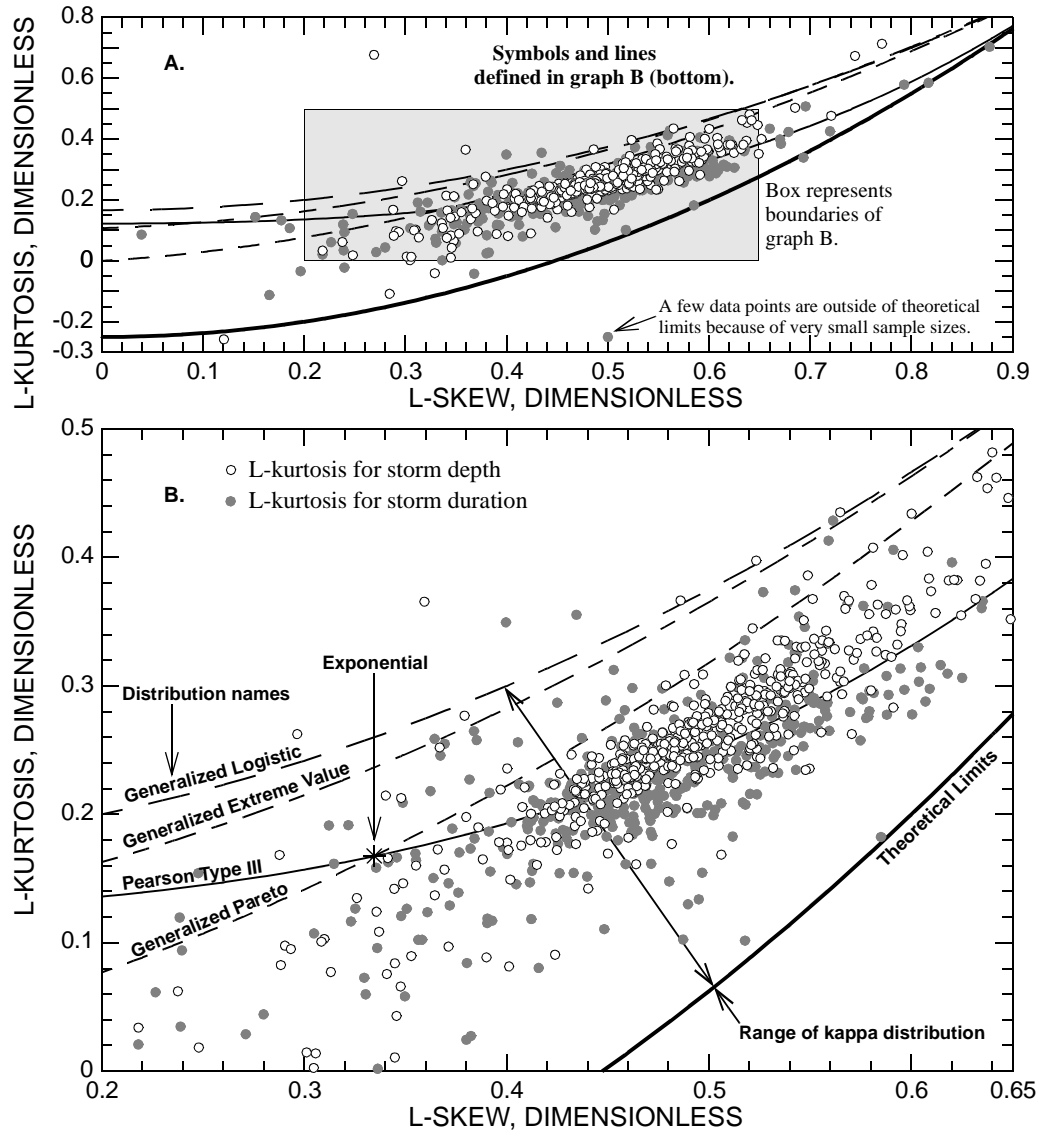 L-KURTOSIS, DIMENSIONLESS
0.8
0.6
0.4
0.2
0
-0.2
-0.3
A.
Symbols and lines
defined in graph B (bottom).
Box represents
boundaries of
graph B.
A few data points are outside of theoretical
limits because of very small sample sizes.
0 0.1 0.2 0.3 0.4 0.5 0.6 0.7 0.8 0.9
L-SKEW, DIMENSIONLESS
L-KURTOSIS, DIMENSIONLESS
0.5
0.4
0.3
0.2
0.1
0
B.
L-kurtosis for storm depth
L-kurtosis for storm duration
Exponential
Distribution names
Generalized Logistic
Generalized Extreme Value
Pearson Type III
Generalized Pareto
Theoretical Limits
Range of kappa distribution
0.2 0.3 0.4 0.5 0.6 0.65
L-SKEW, DIMENSIONLESS